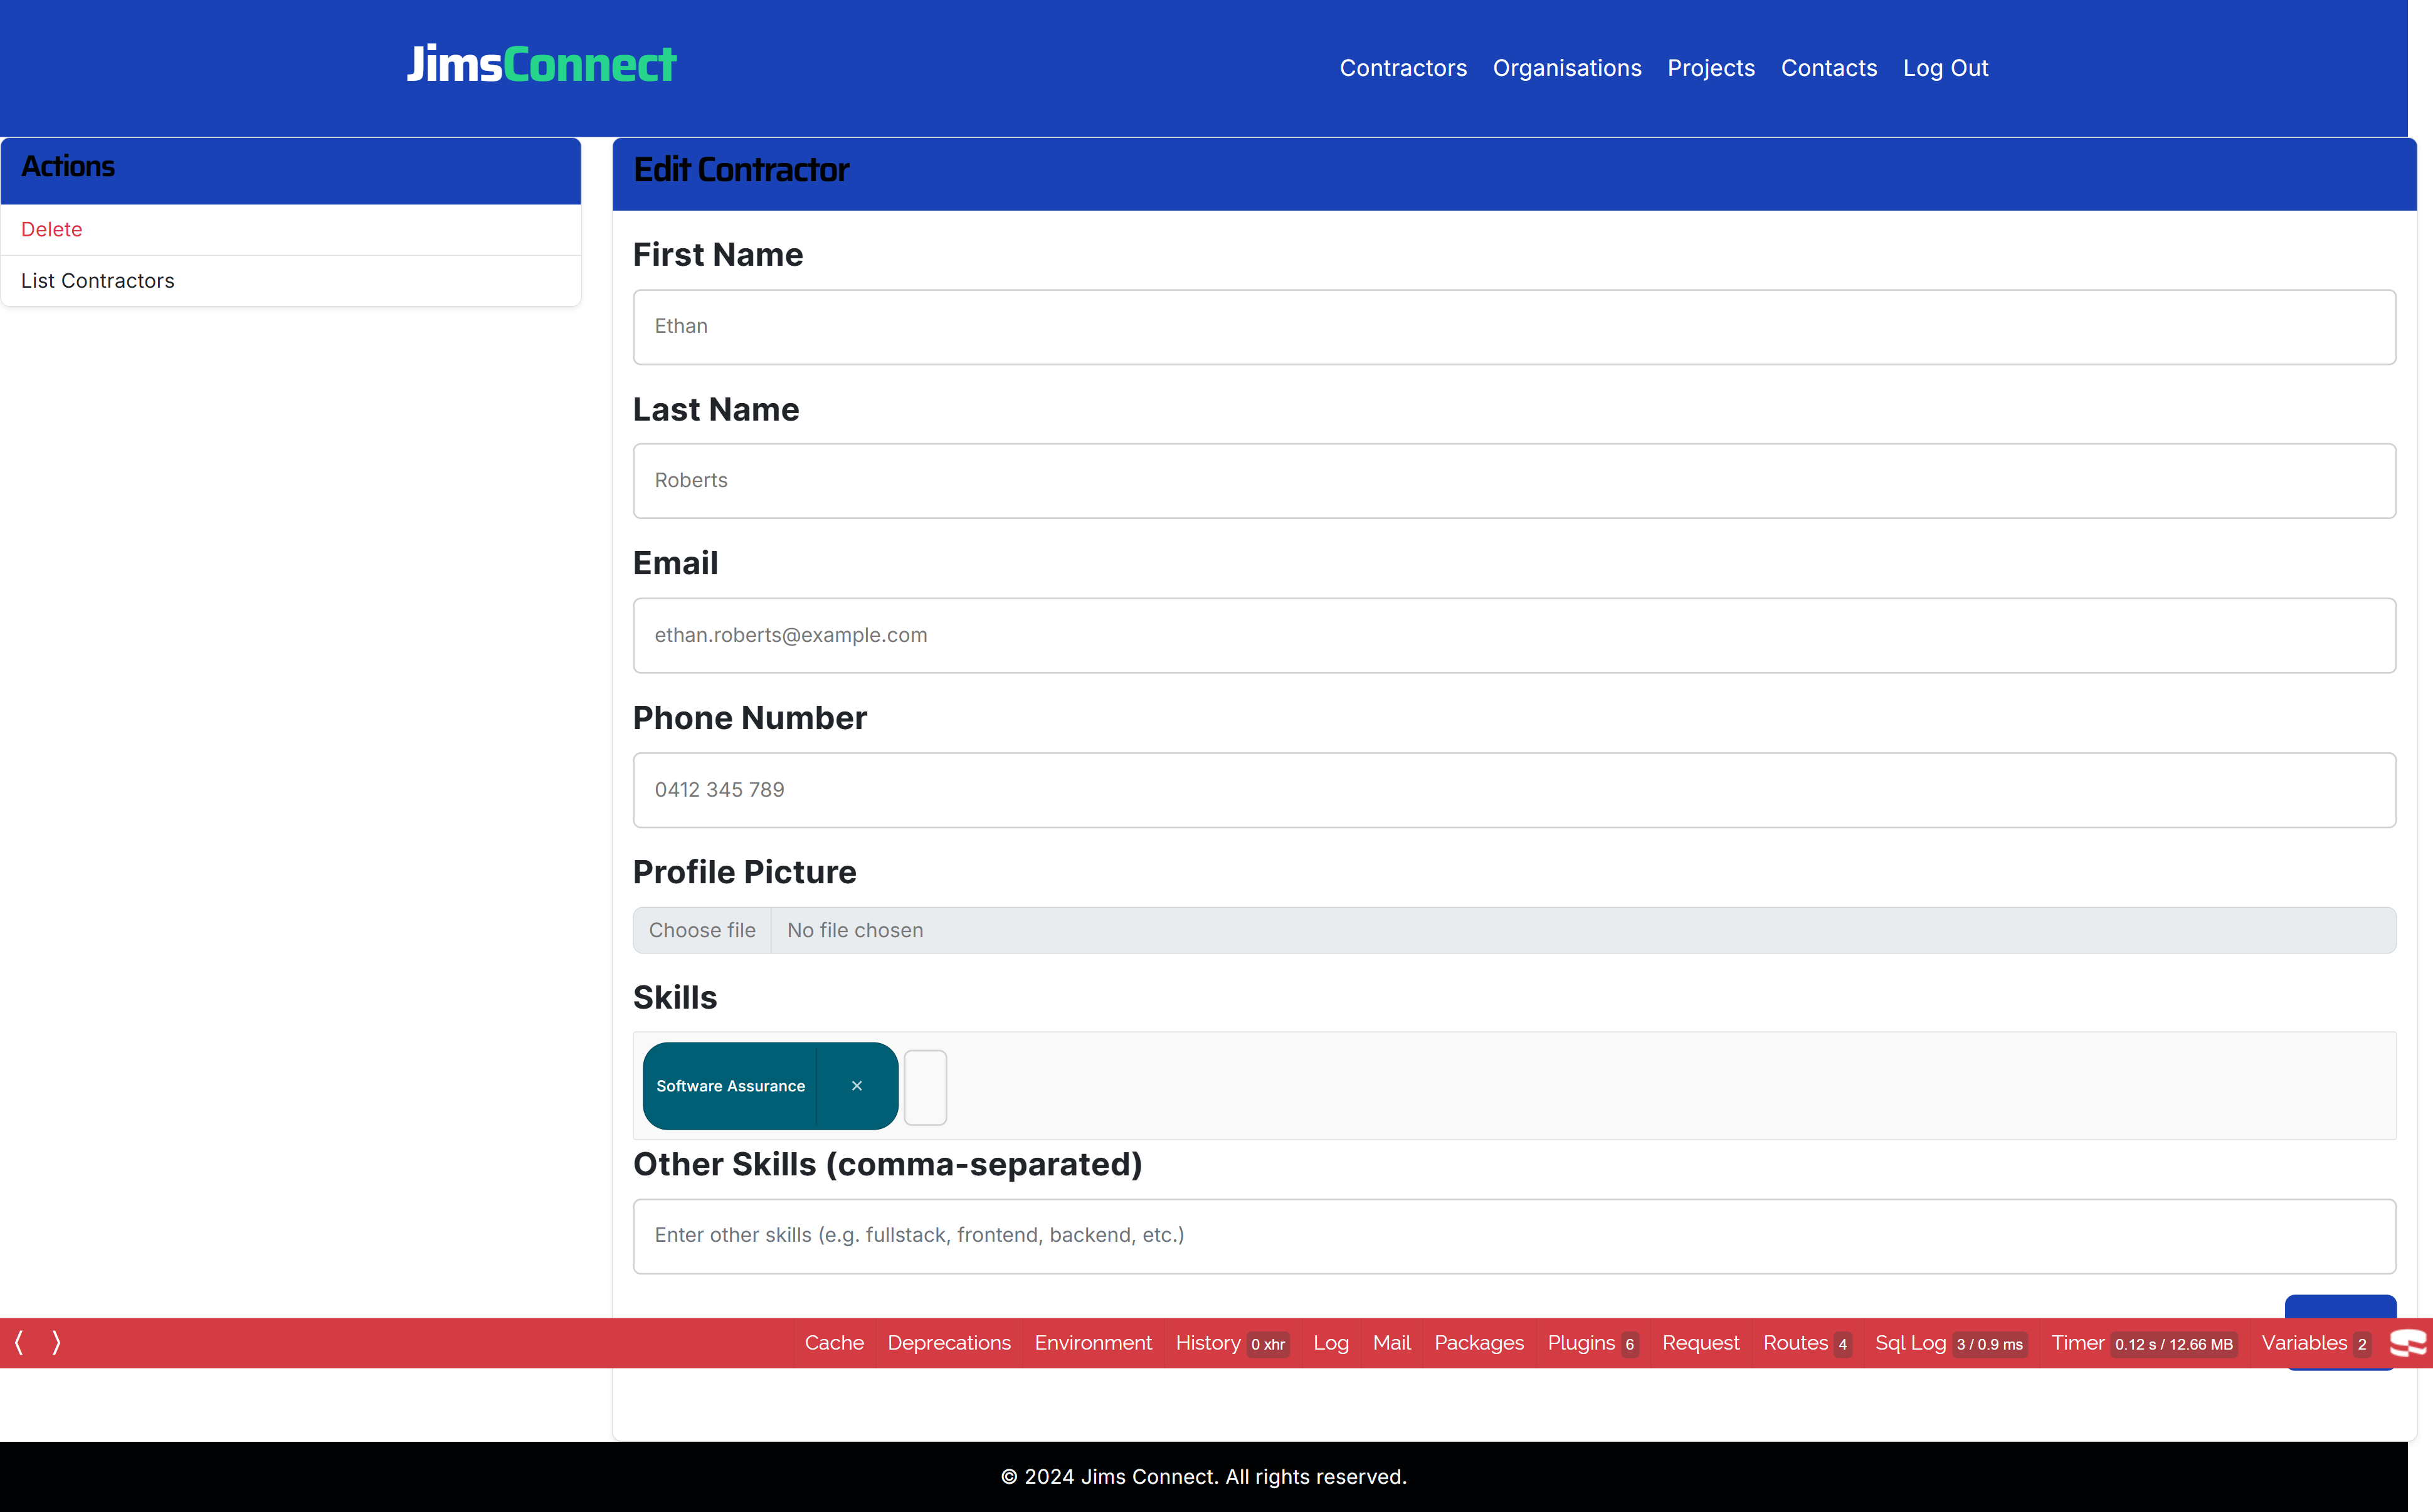 JimsConnect
Contractors Organisations Projects Contacts Log Out
Actions
Delete
List Contractors
Edit Contractor
First Name
Ethan
Last Name
Roberts
Email
ethan.roberts@example.com
Phone Number
0412 345 789
Profile Picture
Choose file No file chosen
Skills
Software Assurance ×
Other Skills (comma-separated)
Enter other skills (e.g. fullstack, frontend, backend, etc.)
Cache Deprecations Environment History 0 xhr Log Mail Packages Plugins 6 Request Routes 4 Sql Log 3 / 0.9 ms Timer 0.12 s / 12.66 MB Variables 2
© 2024 Jims Connect. All rights reserved.